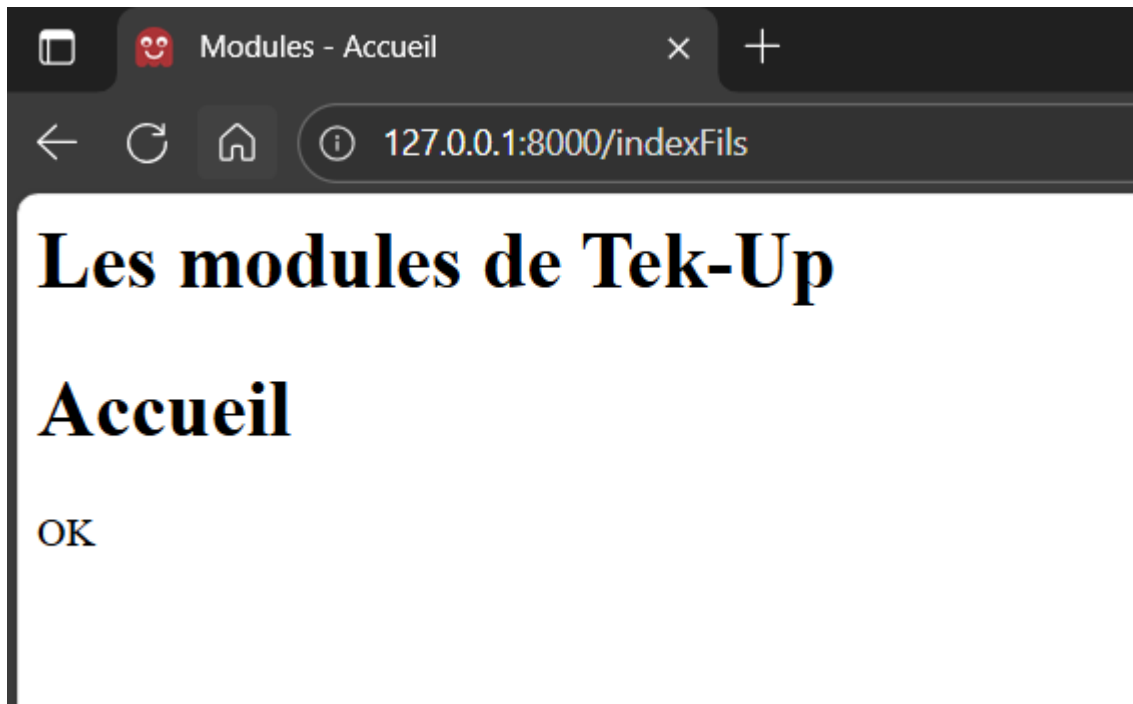 Modules - Accueil
127.0.0.1:8000/indexFils
Les modules de Tek-Up
Accueil
OK